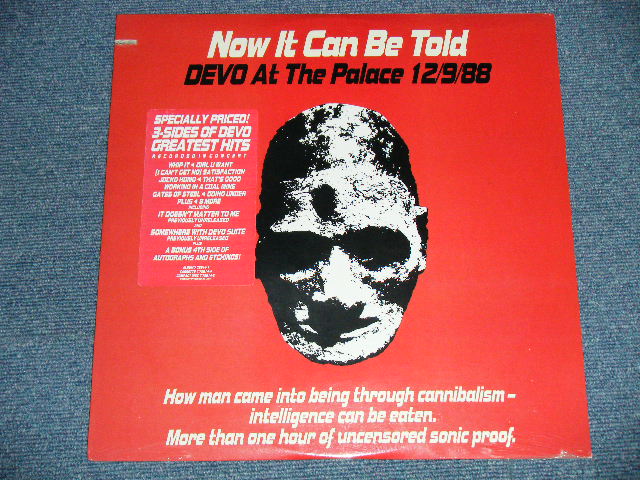 Now It Can Be Told
DEVO At The Palace 12/9/88
SPECIALLY PRICED!
3-SIDES OF DEVO
GREATEST HITS
RECORDED IN CONCERT
WHIP IT • GIRL U WANT
(I CAN'T GET NO) SATISFACTION
JOCKO HOMO • THAT'S GOOD
WORKING IN A COAL MINE
GATES OF STEEL • GOING UNDER
PLUS • 9 MORE
INCLUDING
IT DOESN'T MATTER TO ME
PREVIOUSLY UNRELEASED
AND
SOMEWHERE WITH DEVO SUITE
PREVIOUSLY UNRELEASED
PLUS
A BONUS 4TH SIDE OF
AUTOGRAPHS AND ETCHINGS!
How man came into being through cannibalism –
intelligence can be eaten.
More than one hour of uncensored sonic proof.